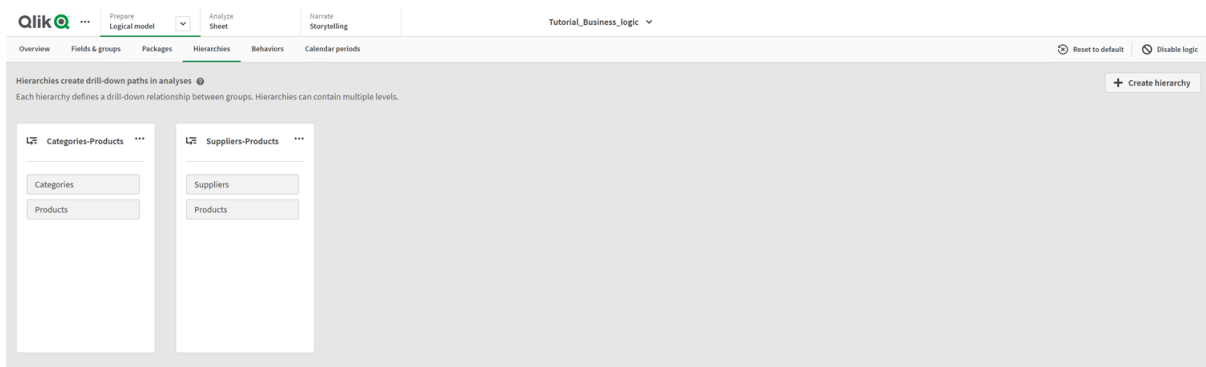 Qlik
Prepare
Logical model
Analyze
Sheet
Narrate
Storytelling
Tutorial_Business_logic
Overview Fields & groups Packages Hierarchies Behaviors Calendar periods
Reset to default Disable logic
Hierarchies create drill-down paths in analyses
Each hierarchy defines a drill-down relationship between groups. Hierarchies can contain multiple levels.
+ Create hierarchy
Categories-Products
Categories
Products
Suppliers-Products
Suppliers
Products